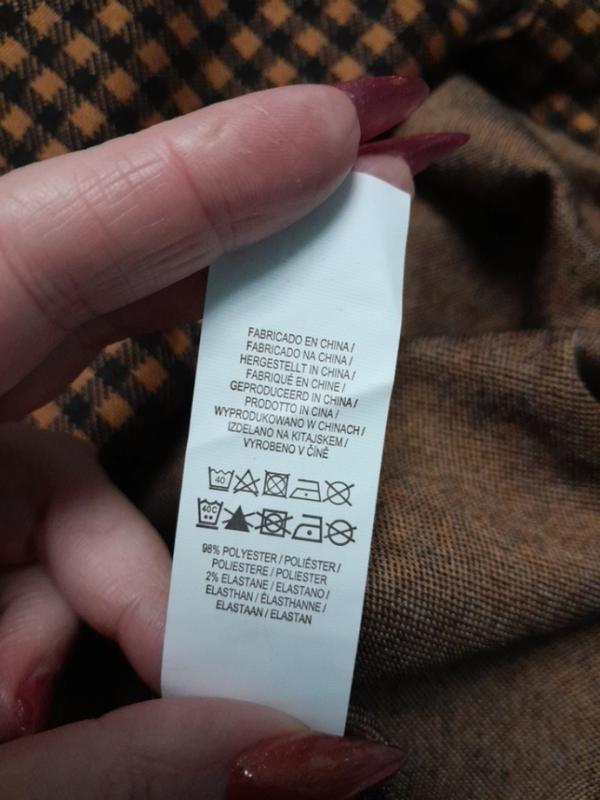 FABRICADO EN CHINA /
FABRICADO NA CHINA /
HERGESTELLT IN CHINA /
FABRIQUÉ EN CHINE /
GEPRODUCEERD IN CHINA /
PRODOTTO IN CINA /
WYPRODUKOWANO W CHINACH /
IZDELANO NA KITAJSKEM /
VYROBENO V ČÍNĚ
40
40C
98% POLYESTER / POLIÉSTER /
POLIESTERE / POLIESTER
2% ELASTANE / ELASTANO /
ELASTHAN / ÉLASTHANNE /
ELASTAAN / ELASTAN